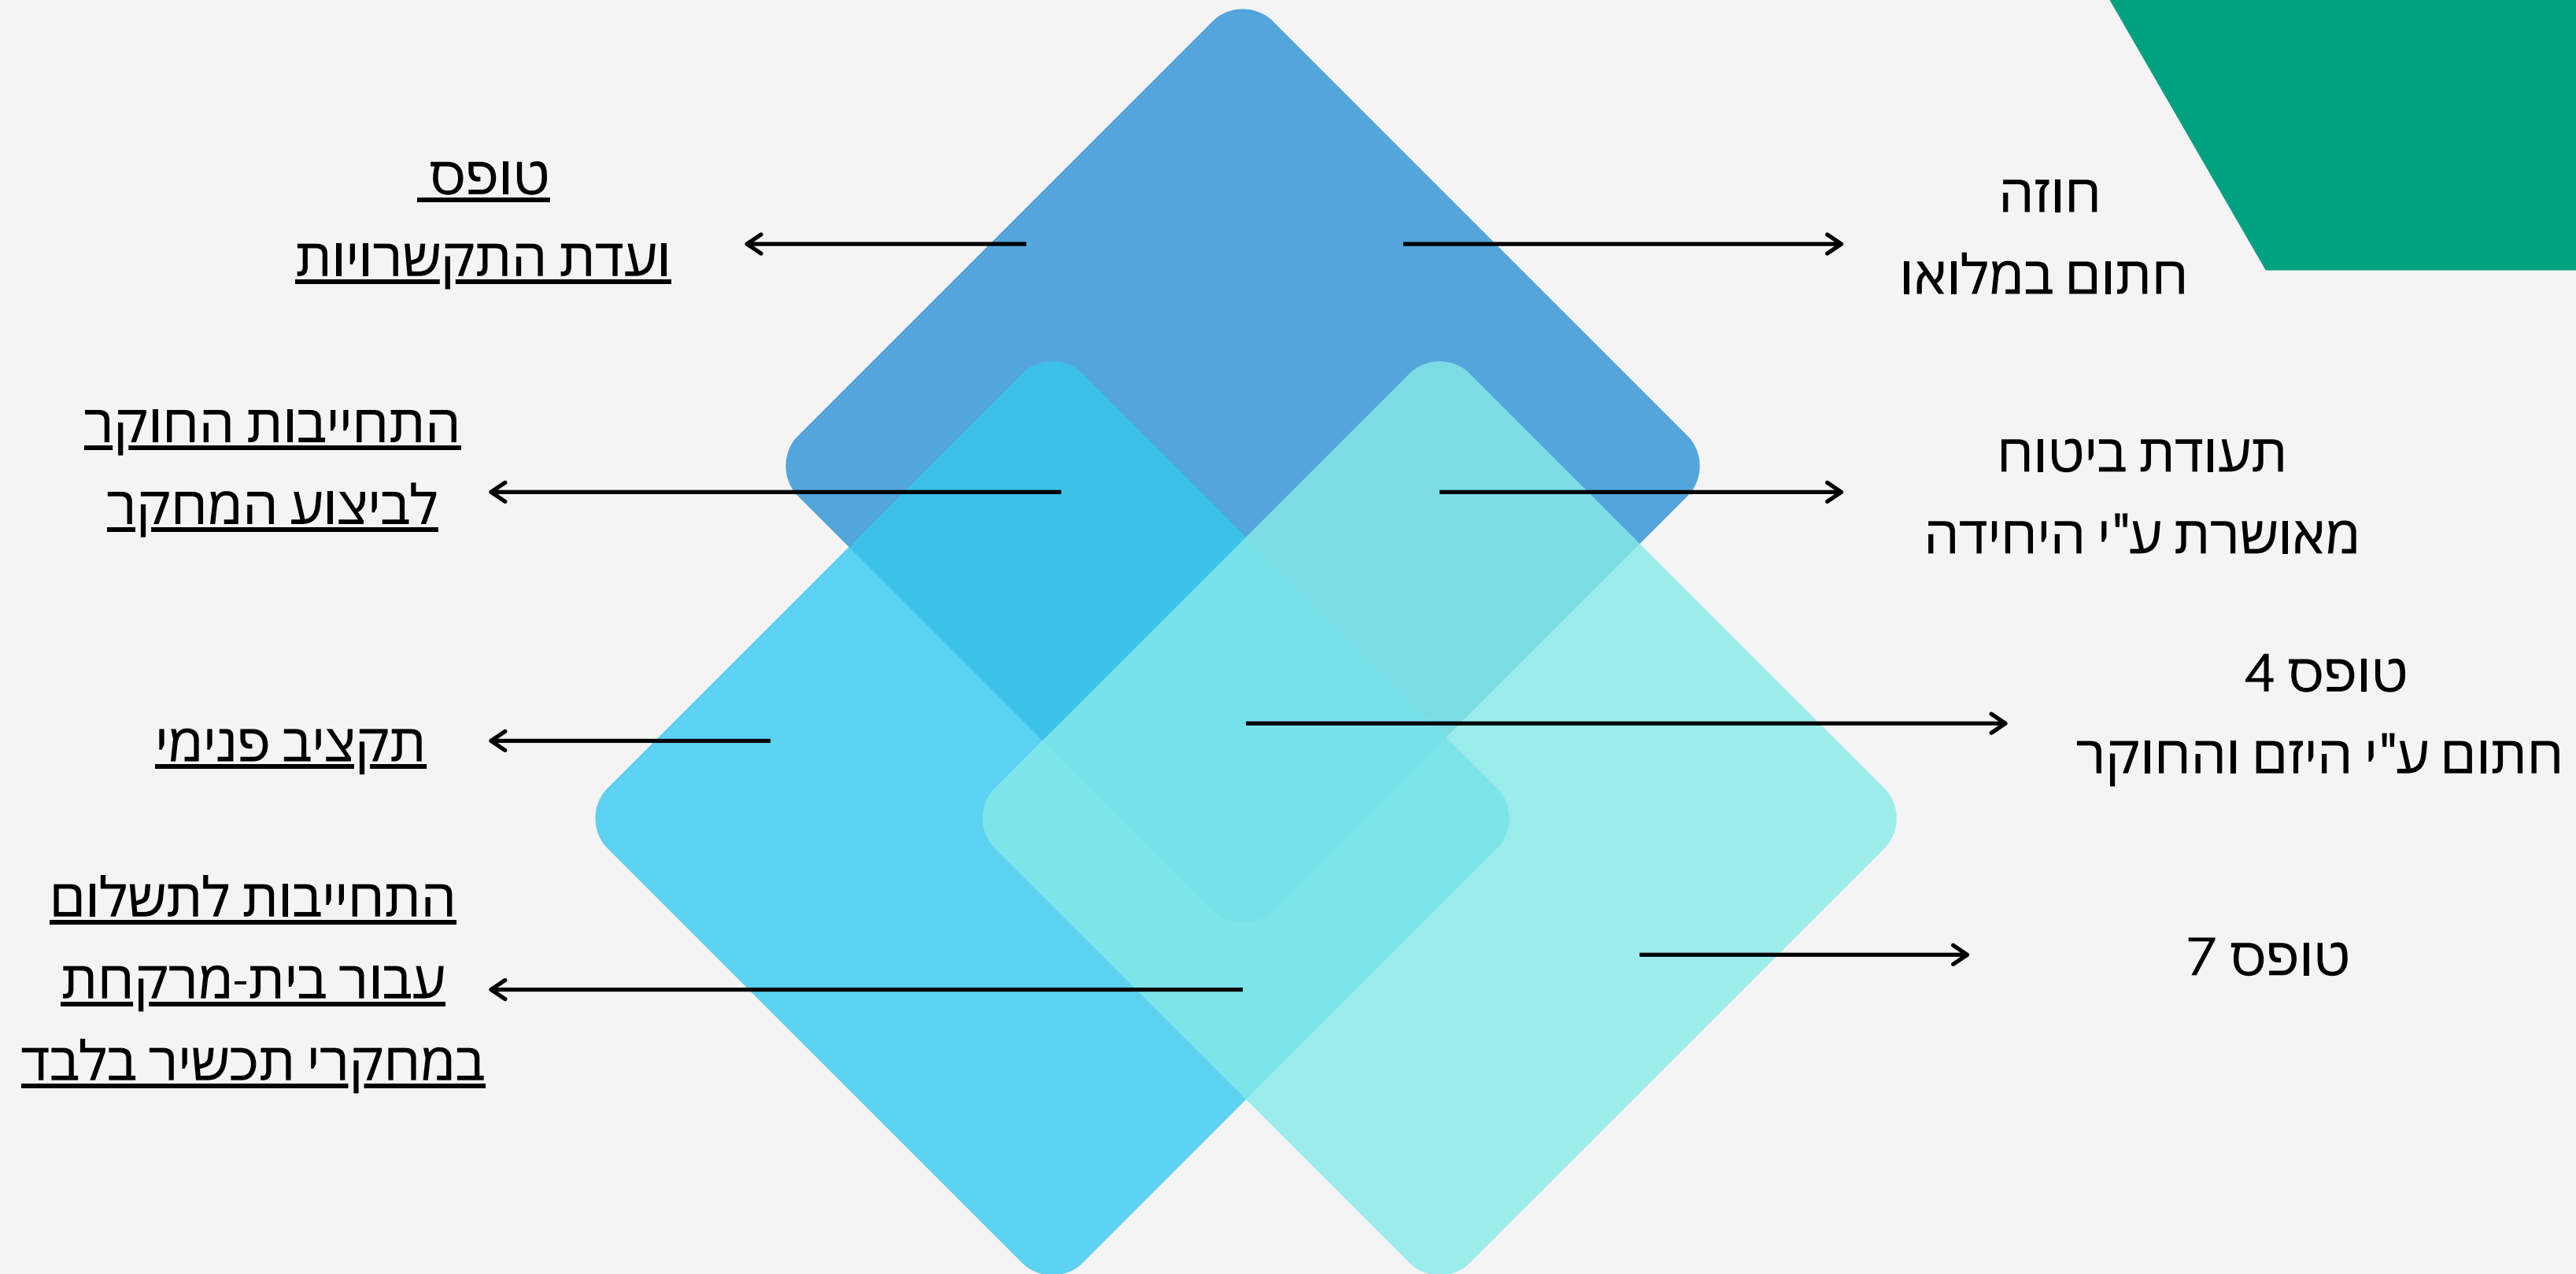 חוזה
חתום במלואו
תעודת ביטוח
מאושרת ע"י היחידה
טופס 4
חתום ע"י היזם והחוקר
טופס 7
טופס
ועדת התקשרויות
התחייבות החוקר
לביצוע המחקר
תקציב פנימי
התחייבות לתשלום
עבור בית-מרקחת
במחקרי תכשיר בלבד